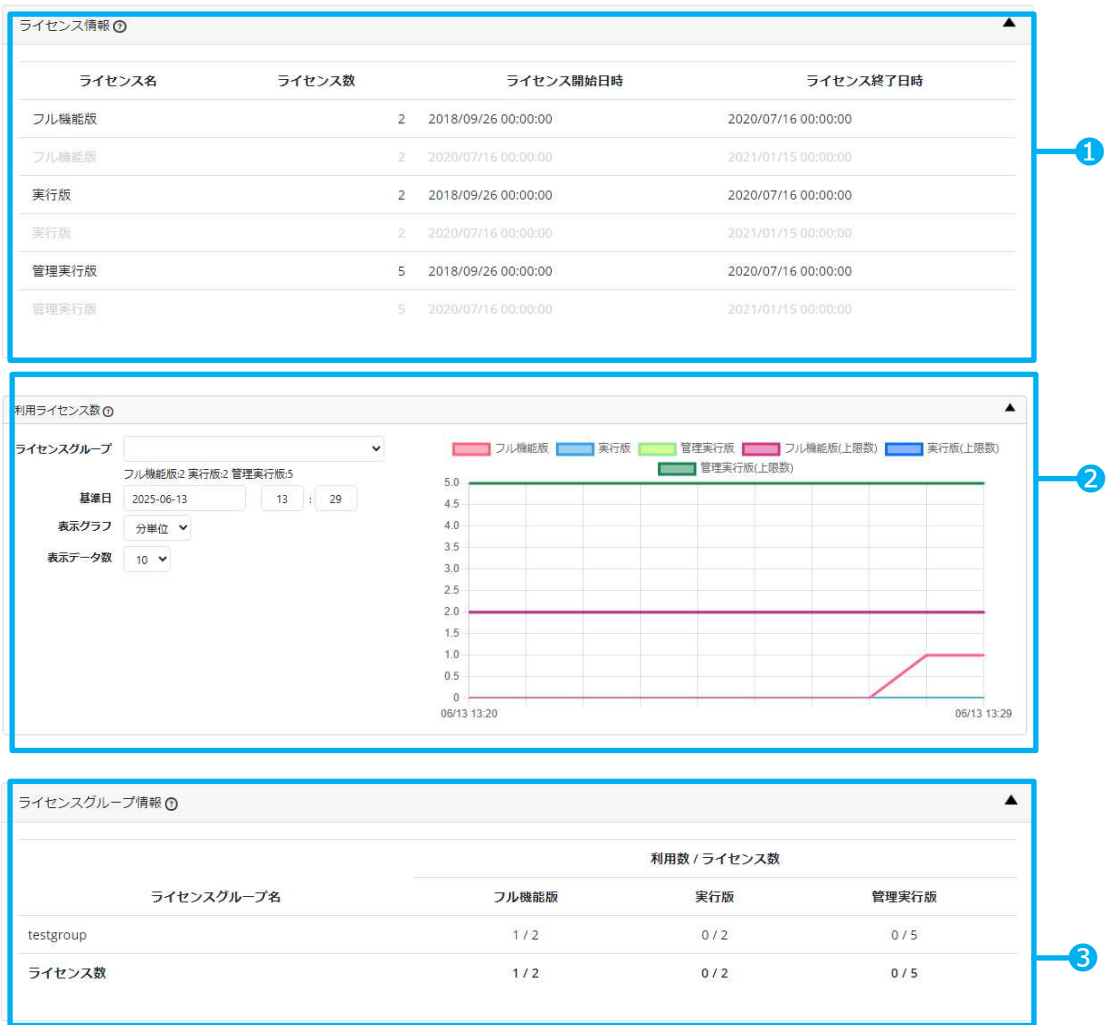 ライセンス情報?
ライセンス名 ライセンス数 ライセンス開始日時 ライセンス終了日時
フル機能版 2 2018/09/26 00:00:00 2020/07/16 00:00:00
フル機能版 2 2020/07/16 00:00:00 2021/01/15 00:00:00
実行版 2 2018/09/26 00:00:00 2020/07/16 00:00:00
実行版 2 2020/07/16 00:00:00 2021/01/15 00:00:00
管理実行版 5 2018/09/26 00:00:00 2020/07/16 00:00:00
管理実行版 5 2020/07/16 00:00:00 2021/01/15 00:00:00
1
利用ライセンス数?
ライセンスグループ
フル機能版:2 実行版:2 管理実行版:5
基準日 2025-06-13 13 : 29
表示グラフ 分単位
表示データ数 10
フル機能版 実行版 管理実行版 フル機能版(上限数) 実行版(上限数)
管理実行版(上限数)
5.0
4.5
4.0
3.5
3.0
2.5
2.0
1.5
1.0
0.5
0
06/13 13:20 06/13 13:29
2
ライセンスグループ情報?
利用数 / ライセンス数
ライセンスグループ名 フル機能版 実行版 管理実行版
testgroup 1 / 2 0 / 2 0 / 5
ライセンス数 1 / 2 0 / 2 0 / 5
3